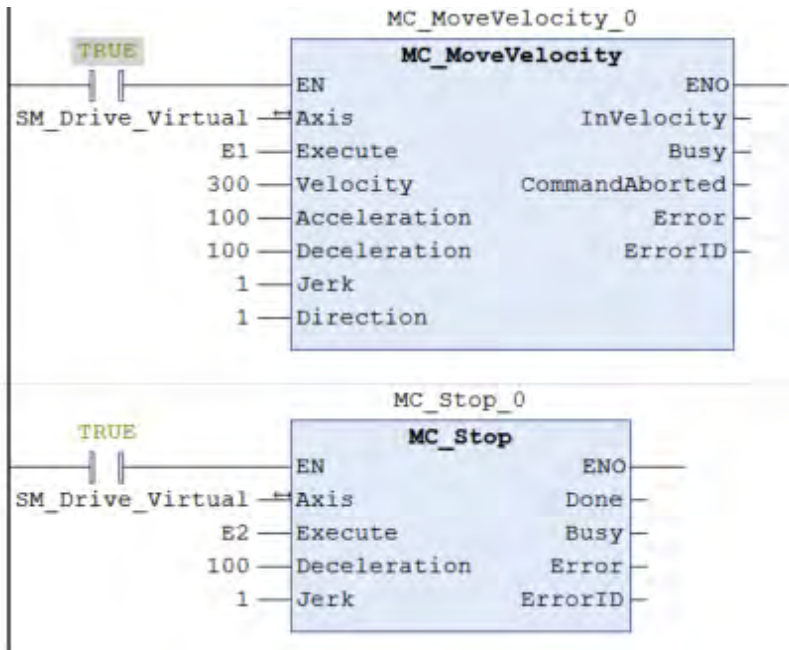 MC_MoveVelocity_0
TRUE MC_MoveVelocity
EN ENO
SM_Drive_Virtual Axis InVelocity
E1 Execute Busy
300 Velocity CommandAborted
100 Acceleration Error
100 Deceleration ErrorID
1 Jerk
1 Direction
MC_Stop_0
TRUE MC_Stop
EN ENO
SM_Drive_Virtual Axis Done
E2 Execute Busy
100 Deceleration Error
1 Jerk ErrorID